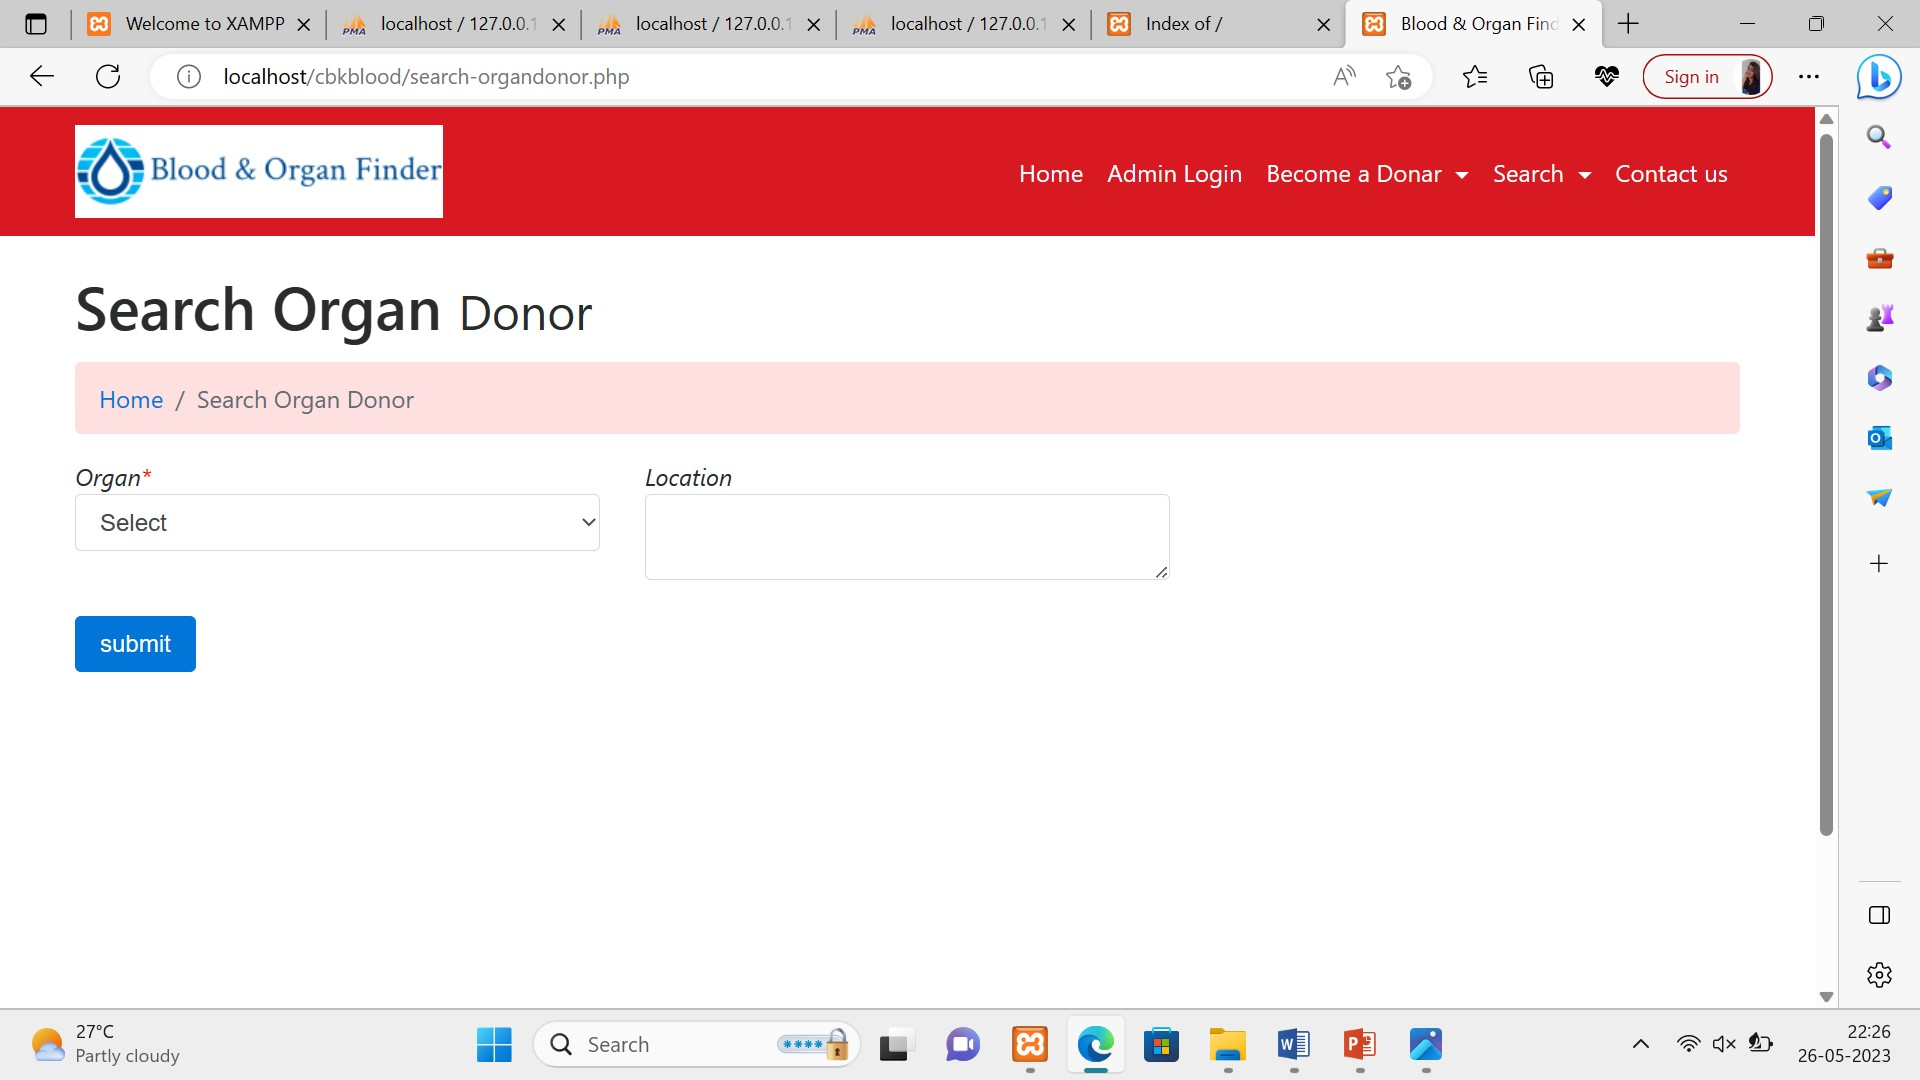 Welcome to XAMPP
localhost / 127.0.0.1
localhost / 127.0.0.1
localhost / 127.0.0.1
Index of /
Blood & Organ Find
localhost/cbkblood/search-organdonor.php
Sign in
Blood & Organ Finder
Home Admin Login Become a Donar Search Contact us
Search Organ Donor
Home / Search Organ Donor
Organ* Location
Select
submit
27°C
Partly cloudy
Search
22:26
26-05-2023